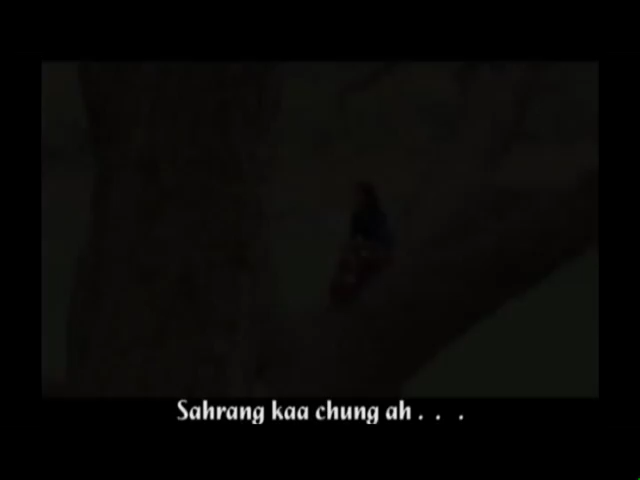 Sahrang kaa chung ah . . .